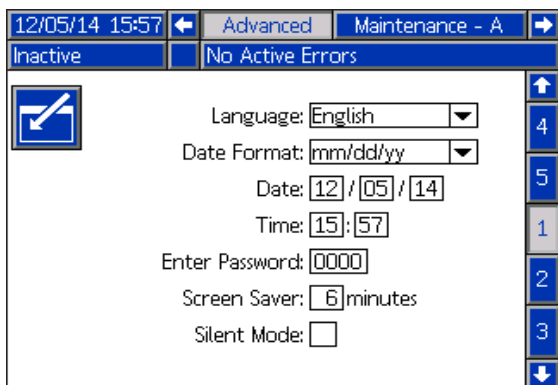 12/05/14 15:57 Advanced Maintenance - A
Inactive No Active Errors
Language: English
4
Date Format: mm/dd/yy
5
Date: 12 / 05 / 14
Time: 15 : 57
1
Enter Password: 0000
2
Screen Saver: 6 minutes
Silent Mode:
3